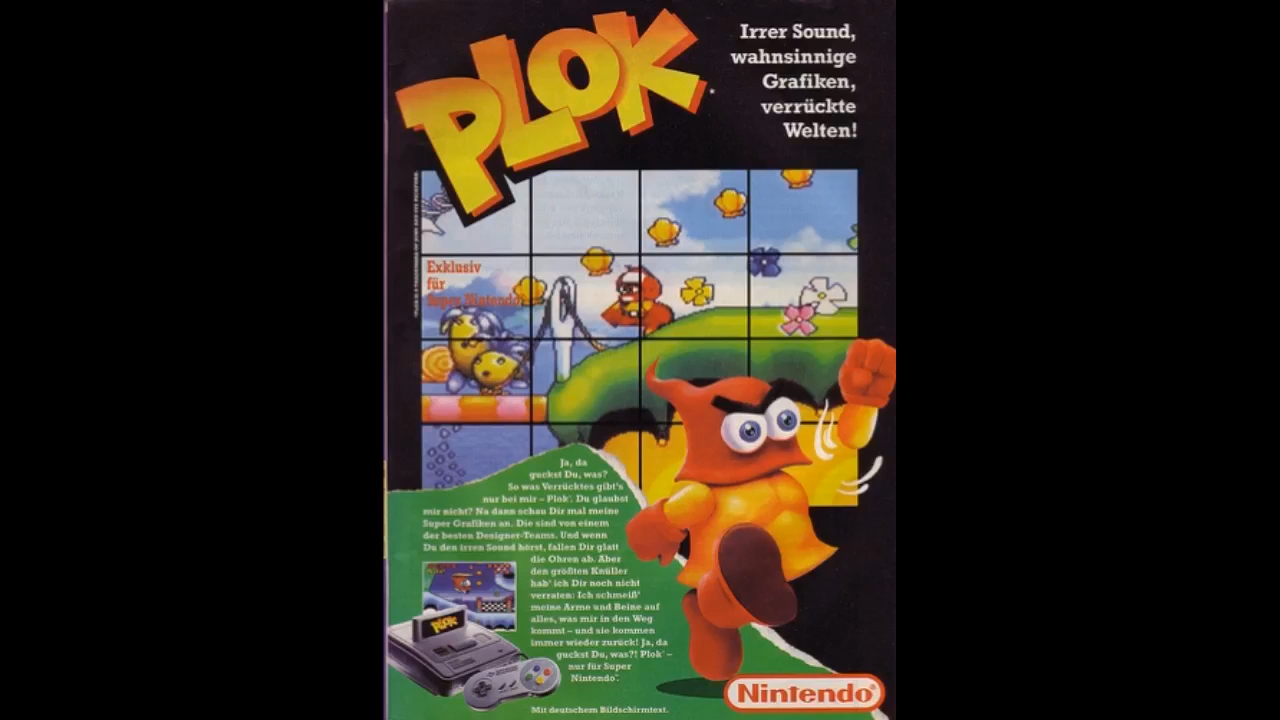 PLOK
Irrer Sound,
wahnsinnige
Grafiken,
verrückte
Welten!
Exklusiv
für
Super Nintendo
Ja, da
guckst Du, was?
So was Verrücktes gibt's
nur bei mir – Plok. Du glaubst
mir nicht? Na dann schau Dir mal meine
Super Grafiken an. Die sind von einem
der besten Designer-Teams. Und wenn
Du den irren Sound hörst, fallen Dir glatt
die Ohren ab. Aber
den größten Knüller
hab' ich Dir noch nicht
verraten: Ich schmeiß'
meine Arme und Beine auf
alles, was mir in den Weg
kommt – und sie kommen
immer wieder zurück! Ja, da
guckst Du, was?! Plok –
nur für Super
Nintendo.
PLOK
Mit deutschem Bildschirmtext.
Nintendo